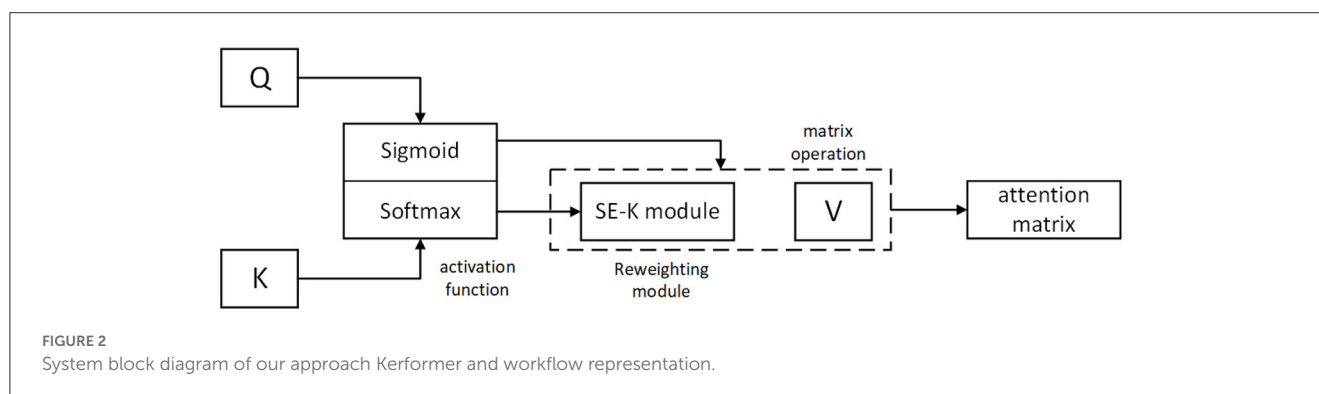 Q
matrix
operation
Sigmoid
Softmax
SE-K module
V
attention
matrix
K
activation
function
Reweighting
module
FIGURE 2
System block diagram of our approach Kerformer and workflow representation.